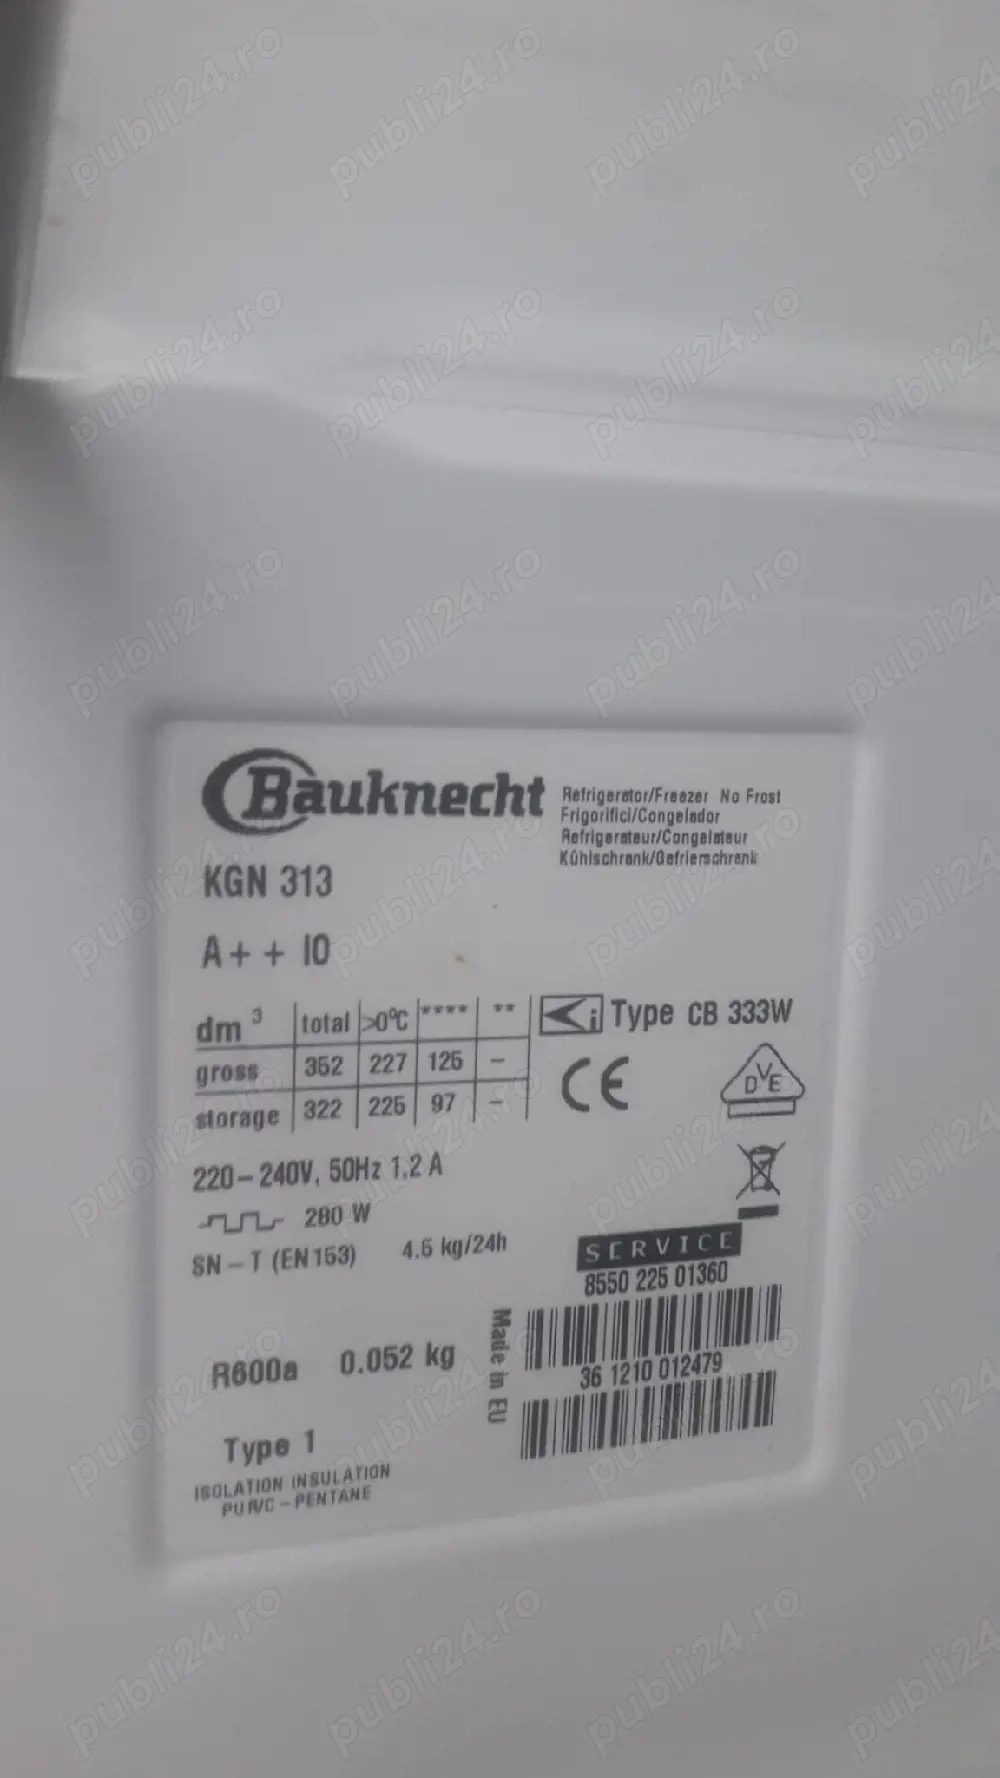 Bauknecht
Refrigerator/Freezer No Frost
Frigorifici/Congelador
Refrigerateur/Congelateur
Kühlschrank/Gefrierschrank
KGN 313
A++ IO
dm³ total >0°C **** **
gross 352 227 125 -
storage 322 225 97 -
i Type CB 333W
CE
DVE
220-240V, 50Hz 1.2 A
280 W
SN-T (EN153) 4.5 kg/24h
SERVICE
8550 225 01360
36 1210 012479
Made in EU
R600a 0.052 kg
Type 1
ISOLATION INSULATION
PUR/C-PENTANE
publi24.ro